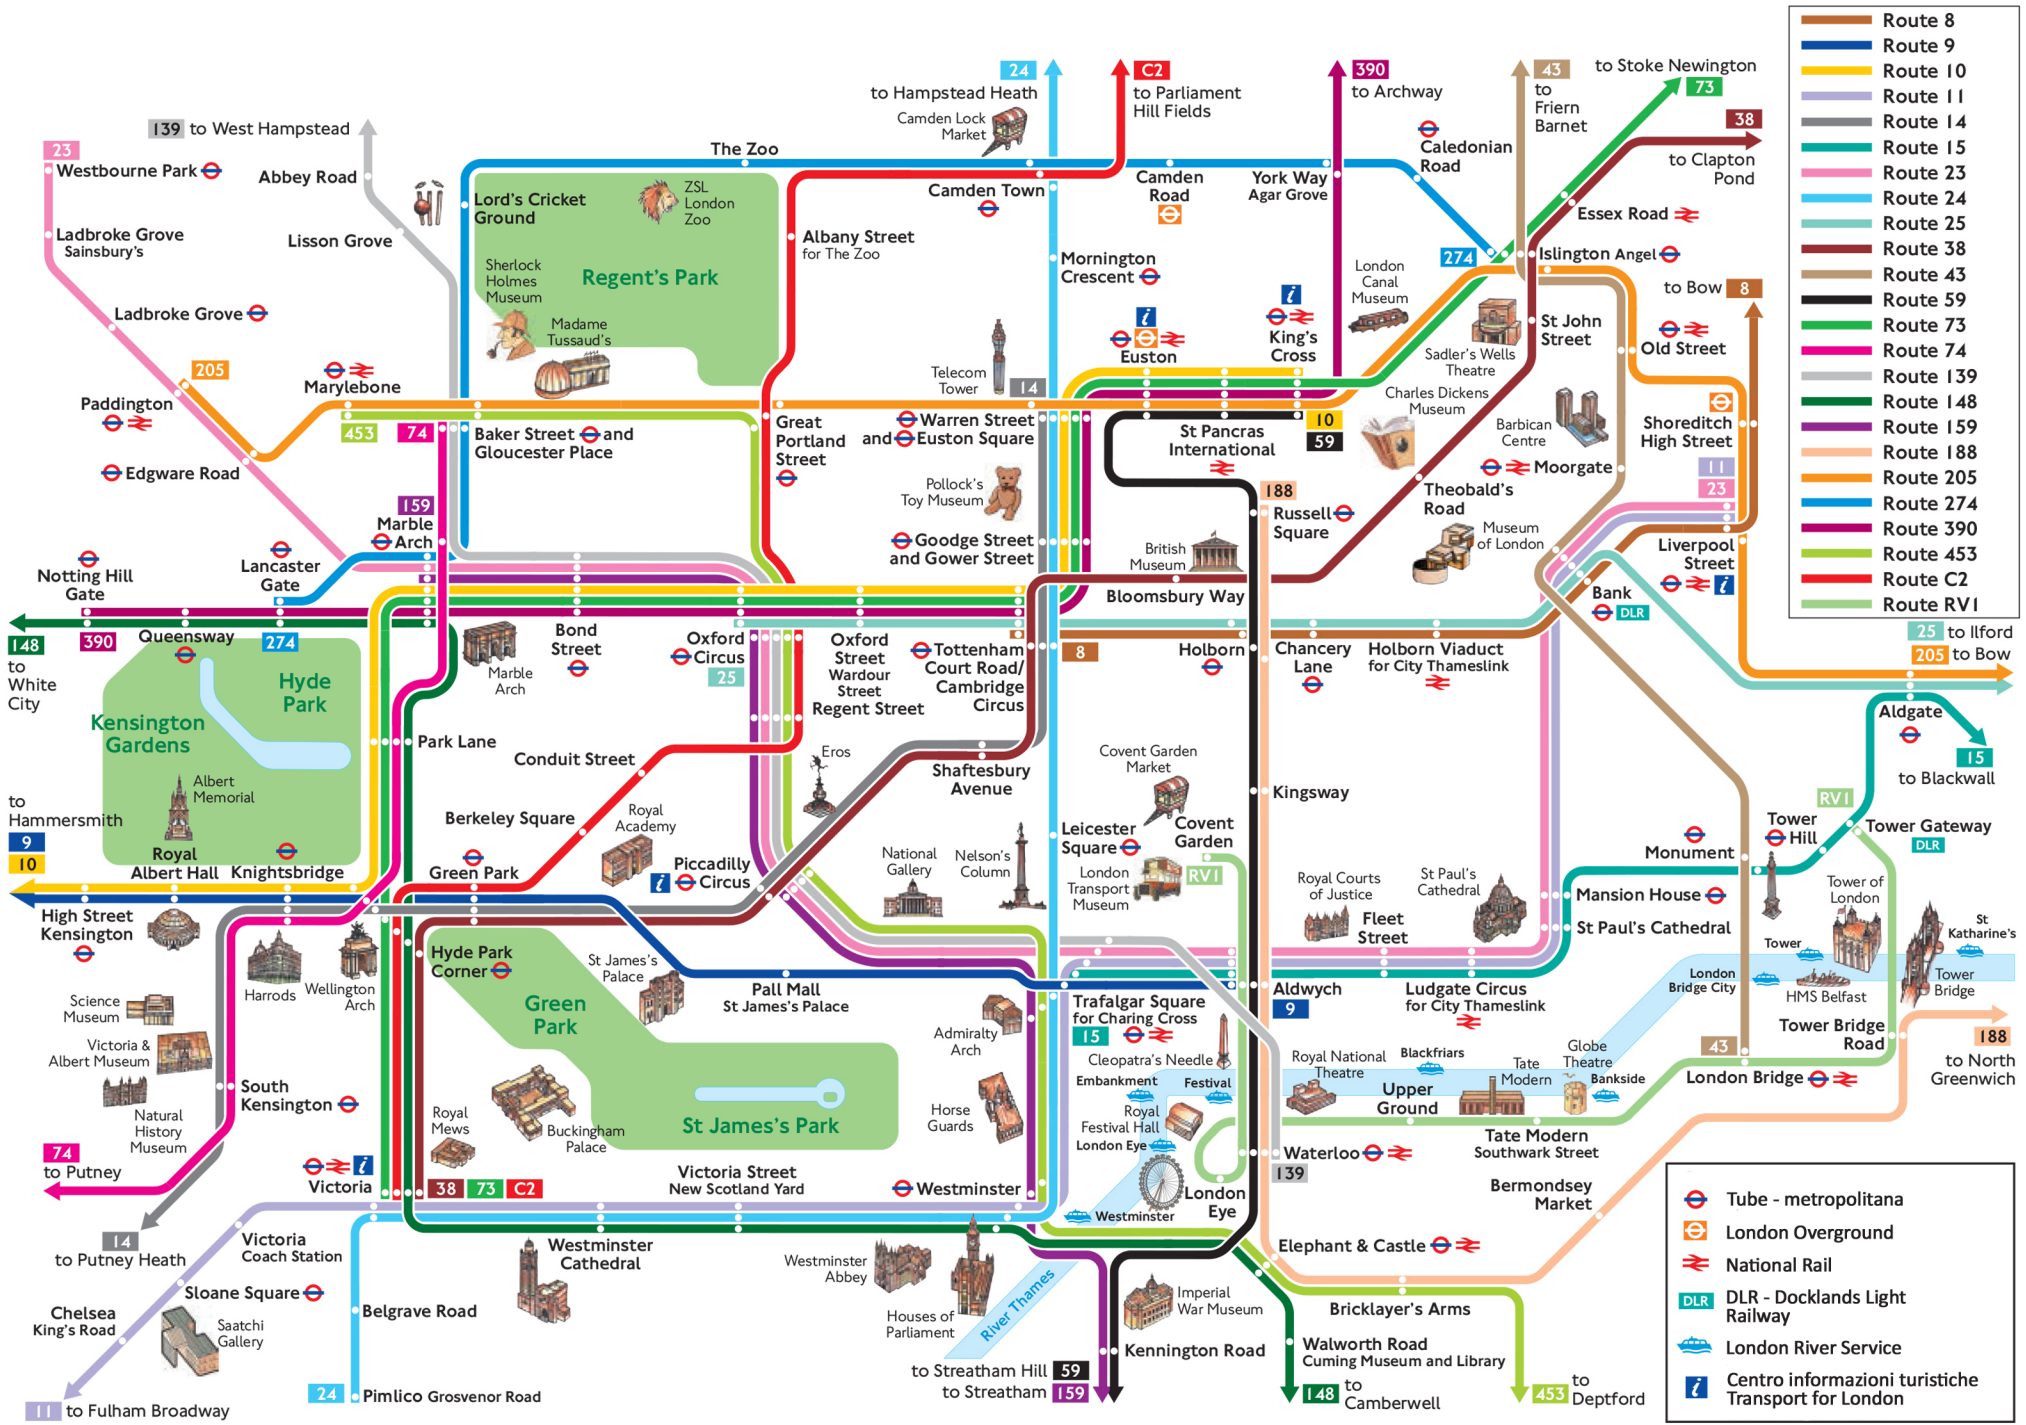 24
to Hampstead Heath
Camden Lock
Market
C2
to Parliament
Hill Fields
390
to Archway
43
to
Friern
Barnet
to Stoke Newington
73
38
to Clapton
Pond
Route 8
Route 9
Route 10
Route 11
Route 14
Route 15
Route 23
Route 24
Route 25
Route 38
Route 43
Route 59
Route 73
Route 74
Route 139
Route 148
Route 159
Route 188
Route 205
Route 274
Route 390
Route 453
Route C2
Route RV1
139 to West Hampstead
23
Westbourne Park
Abbey Road
Ladbroke Grove
Sainsbury's
Lisson Grove
Ladbroke Grove
205
Marylebone
Paddington
Edgware Road
453
74
The Zoo
Lord's Cricket
Ground
ZSL
London
Zoo
Sherlock
Holmes
Museum
Regent's Park
Madame
Tussaud's
Albany Street
for The Zoo
Camden Town
Camden
Road
York Way
Agar Grove
Caledonian
Road
Essex Road
Mornington
Crescent
274
Islington Angel
London
Canal
Museum
to Bow 8
Euston
King's
Cross
St John
Street
Old Street
Sadler's Wells
Theatre
Telecom
Tower
14
Charles Dickens
Museum
Barbican
Centre
Shoreditch
High Street
Baker Street and
Gloucester Place
Great
Portland
Street
Warren Street
and Euston Square
St Pancras
International
10
59
Moorgate
11
23
Pollock's
Toy Museum
188
Russell
Square
Theobald's
Road
Museum
of London
159
Marble
Arch
Goodge Street
and Gower Street
British
Museum
Liverpool
Street
Notting Hill
Gate
Lancaster
Gate
Bloomsbury Way
Bank
DLR
148
to
White
City
390
Queensway
274
Marble
Arch
Bond
Street
Oxford
Circus
25
Oxford
Street
Wardour
Street
Regent Street
Tottenham
Court Road/
Cambridge
Circus
8
Holborn
Chancery
Lane
Holborn Viaduct
for City Thameslink
25 to Ilford
205 to Bow
Hyde
Park
Kensington
Gardens
Park Lane
Conduit Street
Eros
Shaftesbury
Avenue
Covent Garden
Market
Kingsway
Aldgate
15
to Blackwall
Albert
Memorial
to
Hammersmith
9
10
Royal
Albert Hall
Knightsbridge
Berkeley Square
Royal
Academy
Green Park
Piccadilly
Circus
National
Gallery
Nelson's
Column
Leicester
Square
Covent
Garden
London
Transport
Museum
RV1
Royal Courts
of Justice
St Paul's
Cathedral
Fleet
Street
Monument
Tower
Hill
RV1
Tower Gateway
DLR
Mansion House
St Paul's Cathedral
Tower of
London
Tower
St
Katharine's
High Street
Kensington
Harrods
Wellington
Arch
Hyde Park
Corner
St James's
Palace
Pall Mall
St James's Palace
Green
Park
Admiralty
Arch
Trafalgar Square
for Charing Cross
15
Aldwych
9
Ludgate Circus
for City Thameslink
London
Bridge City
HMS Belfast
Tower
Bridge
Science
Museum
Victoria &
Albert Museum
Natural
History
Museum
South
Kensington
Cleopatra's Needle
Embankment
Festival
Royal
Festival Hall
London Eye
Royal National
Theatre
Blackfriars
Upper
Ground
Tate
Modern
Globe
Theatre
Bankside
43
London Bridge
Tower Bridge
Road
188
to North
Greenwich
Royal
Mews
Buckingham
Palace
St James's Park
Horse
Guards
Tate Modern
Southwark Street
74
to Putney
Victoria
38
73
C2
Victoria Street
New Scotland Yard
Westminster
Westminster
London
Eye
Waterloo
139
Bermondsey
Market
14
to Putney Heath
Victoria
Coach Station
Sloane Square
Chelsea
King's Road
Saatchi
Gallery
Belgrave Road
Westminster
Cathedral
Westminster
Abbey
Houses of
Parliament
River Thames
Imperial
War Museum
Elephant & Castle
Bricklayer's Arms
Kennington Road
Walworth Road
Cuming Museum and Library
11 to Fulham Broadway
24 Pimlico Grosvenor Road
to Streatham Hill 59
to Streatham 159
148 to
Camberwell
453 to
Deptford
Tube - metropolitana
London Overground
National Rail
DLR DLR - Docklands Light
Railway
London River Service
i Centro informazioni turistiche
Transport for London